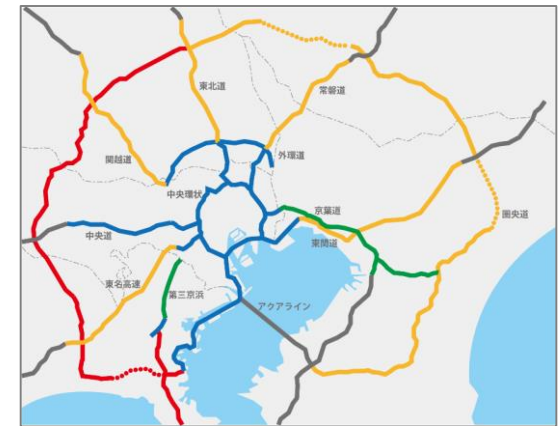 東北道
常磐道
関越道
外環道
中央環状
京葉道
圏央道
中央道
東関道
東名高速
第三京浜
アクアライン